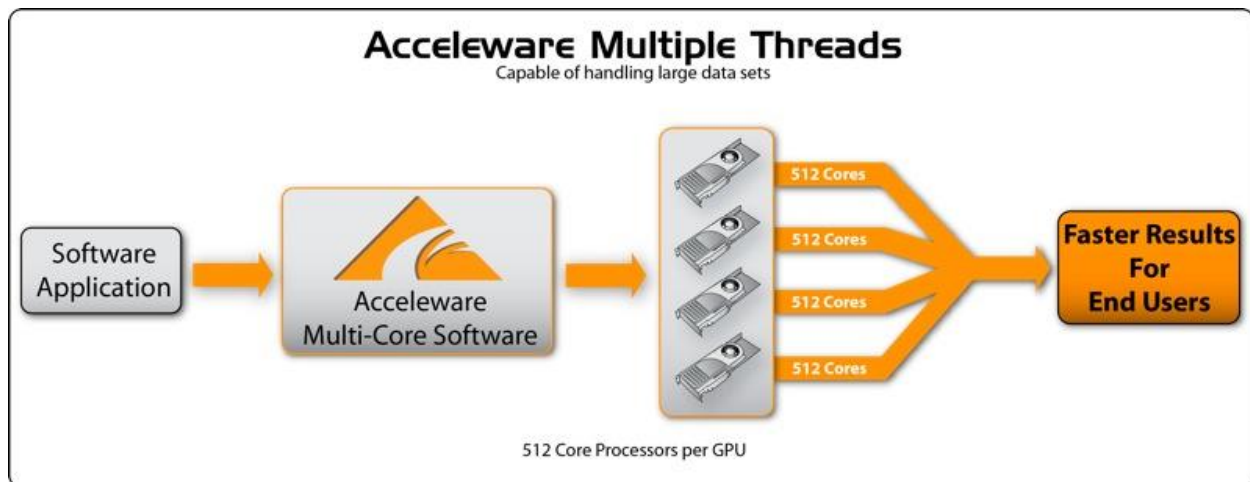 Acceleware Multiple Threads
Capable of handling large data sets
Software
Application
Acceleware
Multi-Core Software
512 Cores
512 Cores
512 Cores
512 Cores
Faster Results
For
End Users
512 Core Processors per GPU